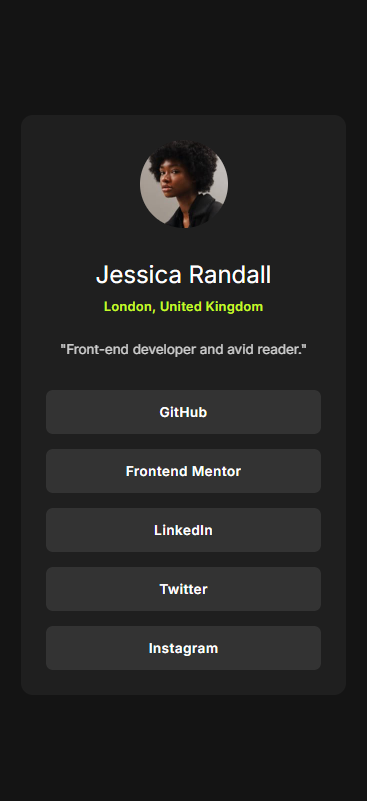 Jessica Randall
London, United Kingdom
"Front-end developer and avid reader."
GitHub
Frontend Mentor
LinkedIn
Twitter
Instagram